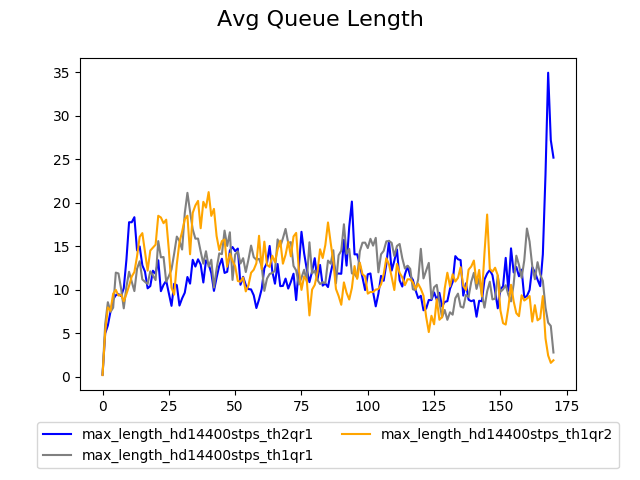 Avg Queue Length
35
30
25
20
15
10
5
0
0 25 50 75 100 125 150 175
max_length_hd14400stps_th2qr1 max_length_hd14400stps_th1qr2
max_length_hd14400stps_th1qr1